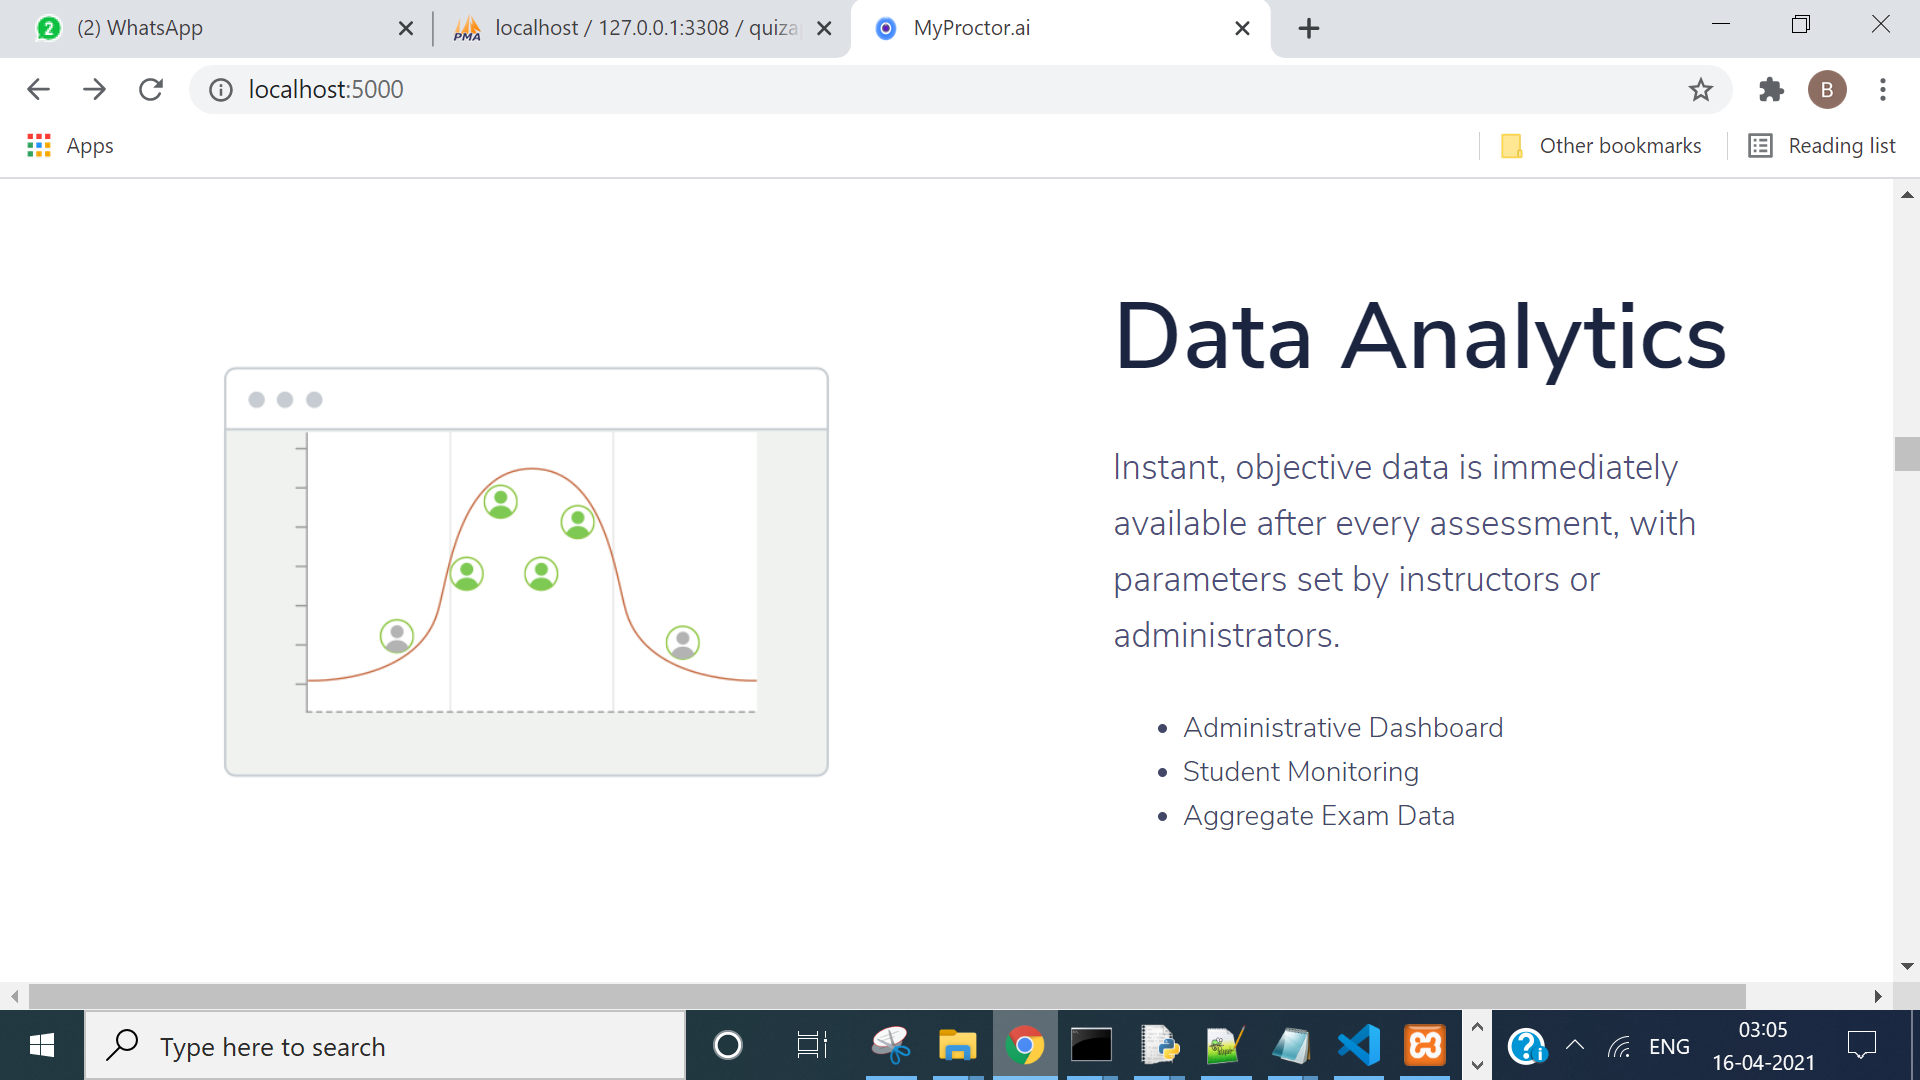 2 (2) WhatsApp
PMA localhost / 127.0.0.1:3308 / quiza
MyProctor.ai
localhost:5000
B
Apps
Other bookmarks
Reading list
Data Analytics
Instant, objective data is immediately
available after every assessment, with
parameters set by instructors or
administrators.
• Administrative Dashboard
• Student Monitoring
• Aggregate Exam Data
Type here to search
ENG
03:05
16-04-2021